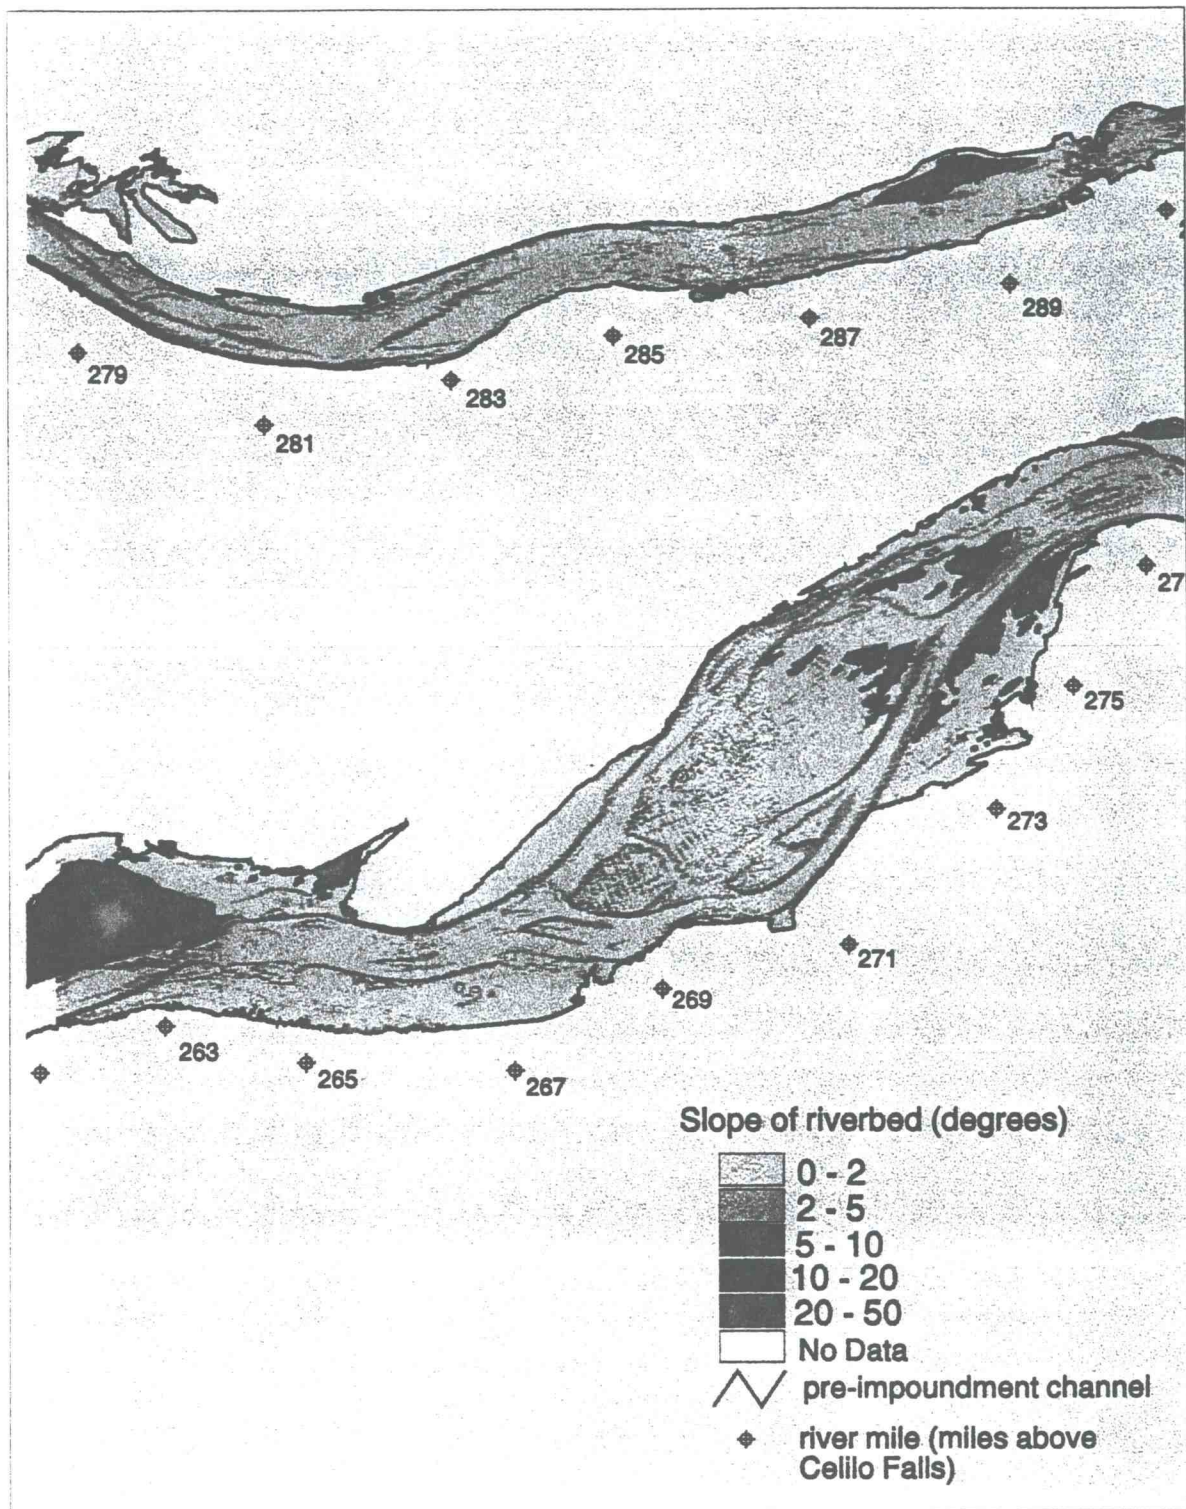 289
287
285
279
283
281
27
275
273
271
269
263
265
267
Slope of riverbed (degrees)
0 - 2
2 - 5
5 - 10
10 - 20
20 - 50
No Data
pre-impoundment channel
river mile (miles above
Celilo Falls)